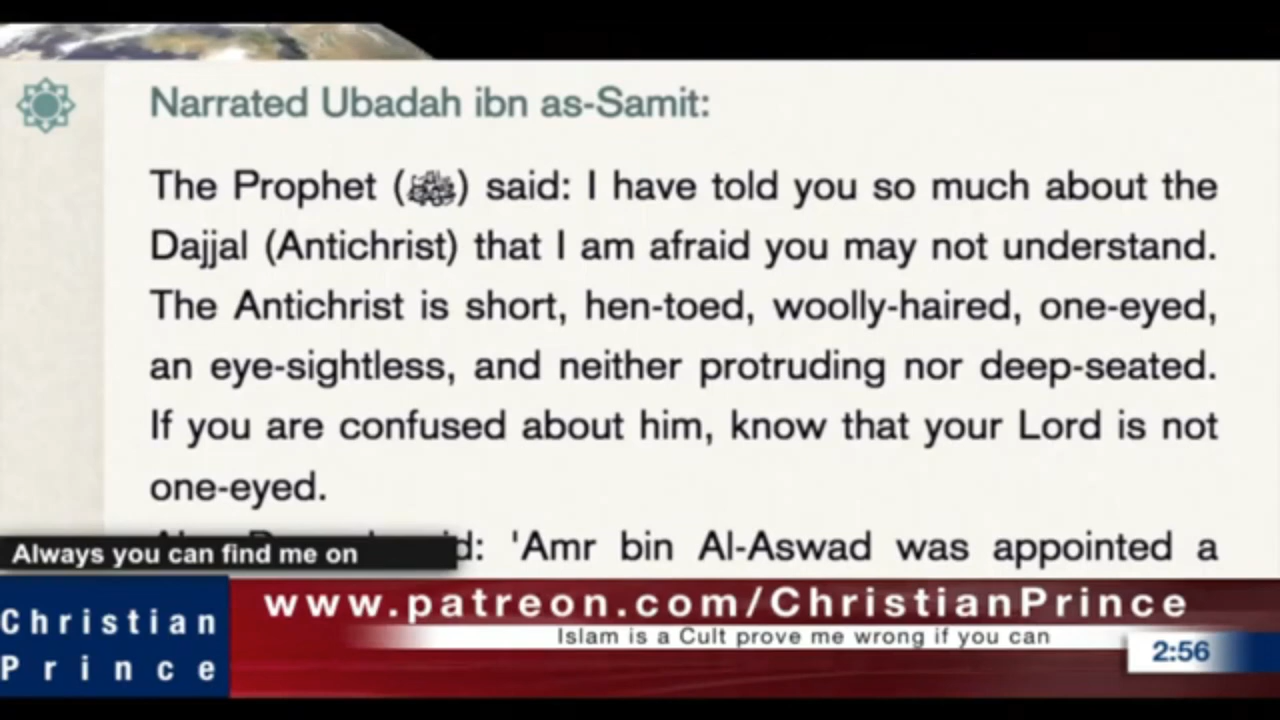 Narrated Ubadah ibn as-Samit:
The Prophet (ﷺ) said: I have told you so much about the
Dajjal (Antichrist) that I am afraid you may not understand.
The Antichrist is short, hen-toed, woolly-haired, one-eyed,
an eye-sightless, and neither protruding nor deep-seated.
If you are confused about him, know that your Lord is not
one-eyed.
'Amr bin Al-Aswad was appointed a
Always you can find me on
Christian
Prince
www.patreon.com/ChristianPrince
Islam is a Cult prove me wrong if you can
2:56